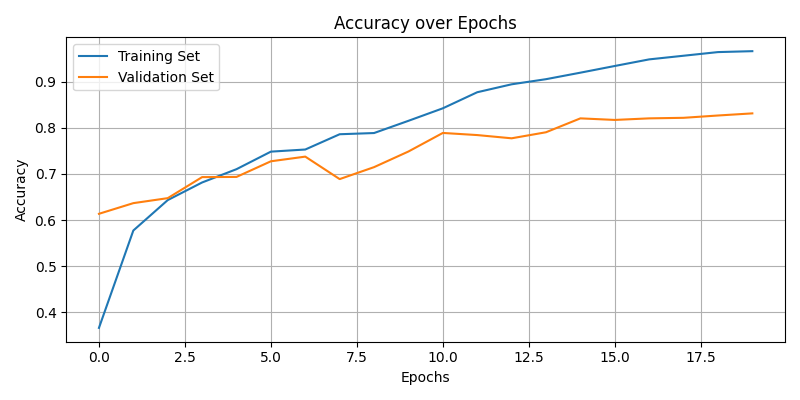 Accuracy over Epochs
Training Set
Validation Set
Accuracy
0.9
0.8
0.7
0.6
0.5
0.4
0.0 2.5 5.0 7.5 10.0 12.5 15.0 17.5
Epochs